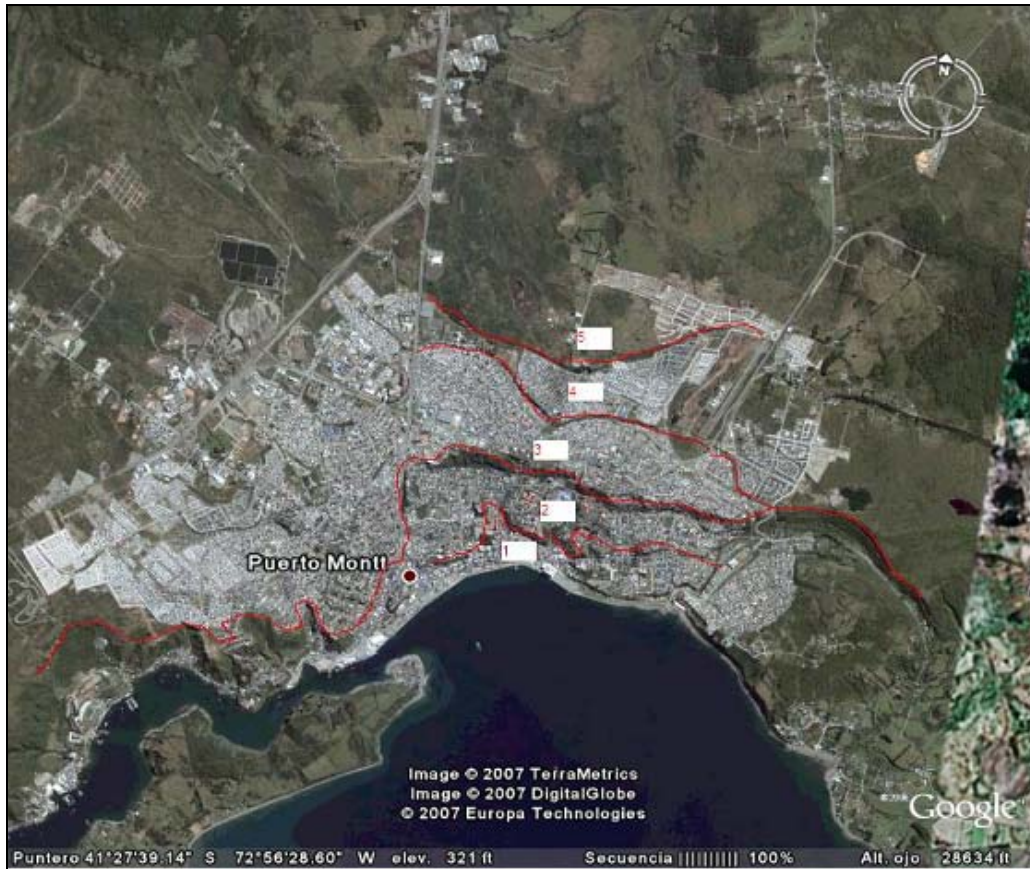 N
5
4
3
2
1
Puerto Montt
Image © 2007 TerraMetrics
Image © 2007 DigitalGlobe
© 2007 Europa Technologies
Google
Puntero 41°27'39.14" S 72°56'28.60" W elev. 321 ft Secuencia |||||||||| 100% Alt. ojo 28634 ft